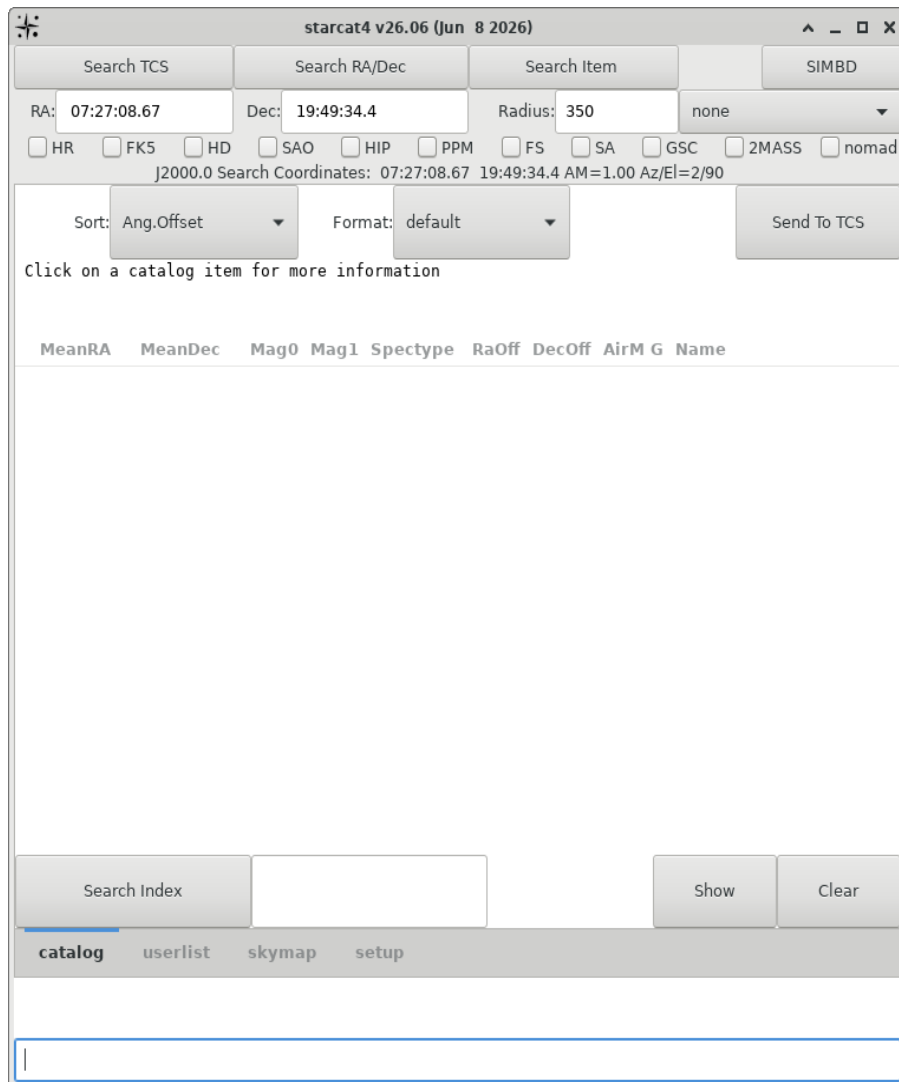 starcat4 v26.06 (Jun  8 2026)
Search TCS Search RA/Dec Search Item SIMBD
RA: 07:27:08.67 Dec: 19:49:34.4 Radius: 350 none
HR FK5 HD SAO HIP PPM FS SA GSC 2MASS nomad
J2000.0 Search Coordinates:  07:27:08.67  19:49:34.4 AM=1.00 Az/El=2/90
Sort: Ang.Offset Format: default Send To TCS
Click on a catalog item for more information
MeanRA MeanDec Mag0 Mag1 Spectype RaOff DecOff AirM G Name
Search Index Show Clear
catalog userlist skymap setup